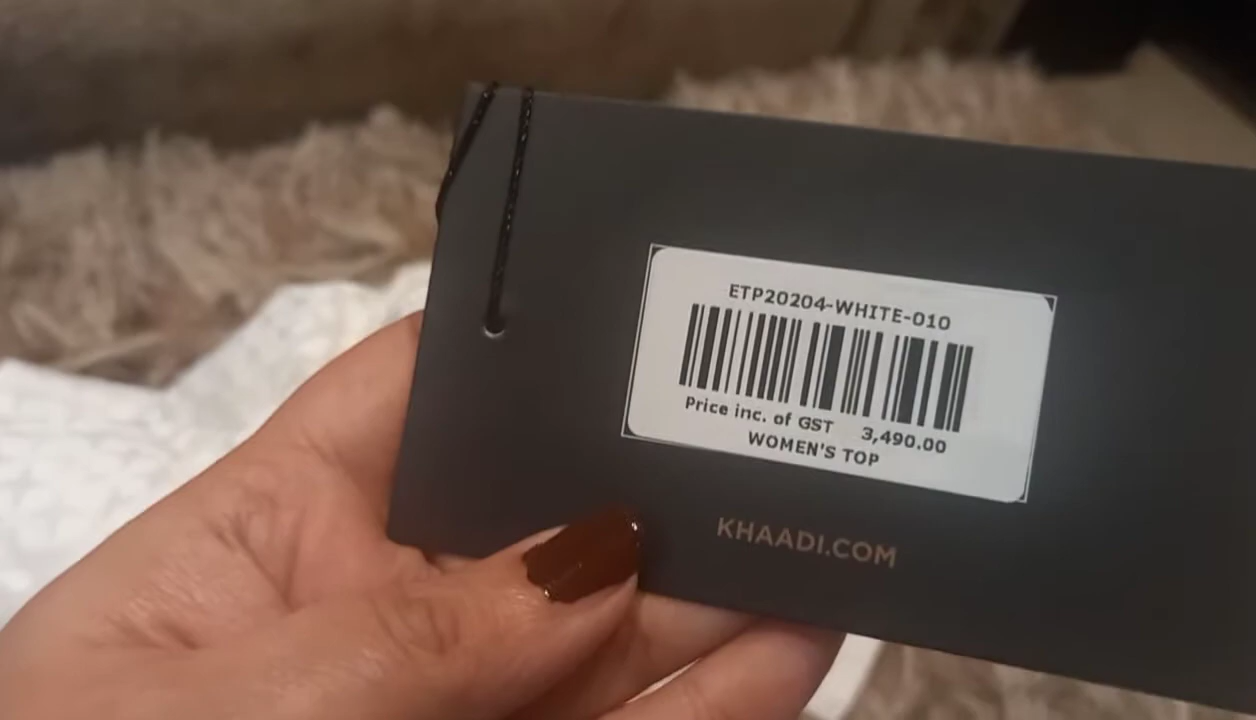 ETP20204-WHITE-010
Price inc. of GST 3,490.00
WOMEN'S TOP
KHAADI.COM